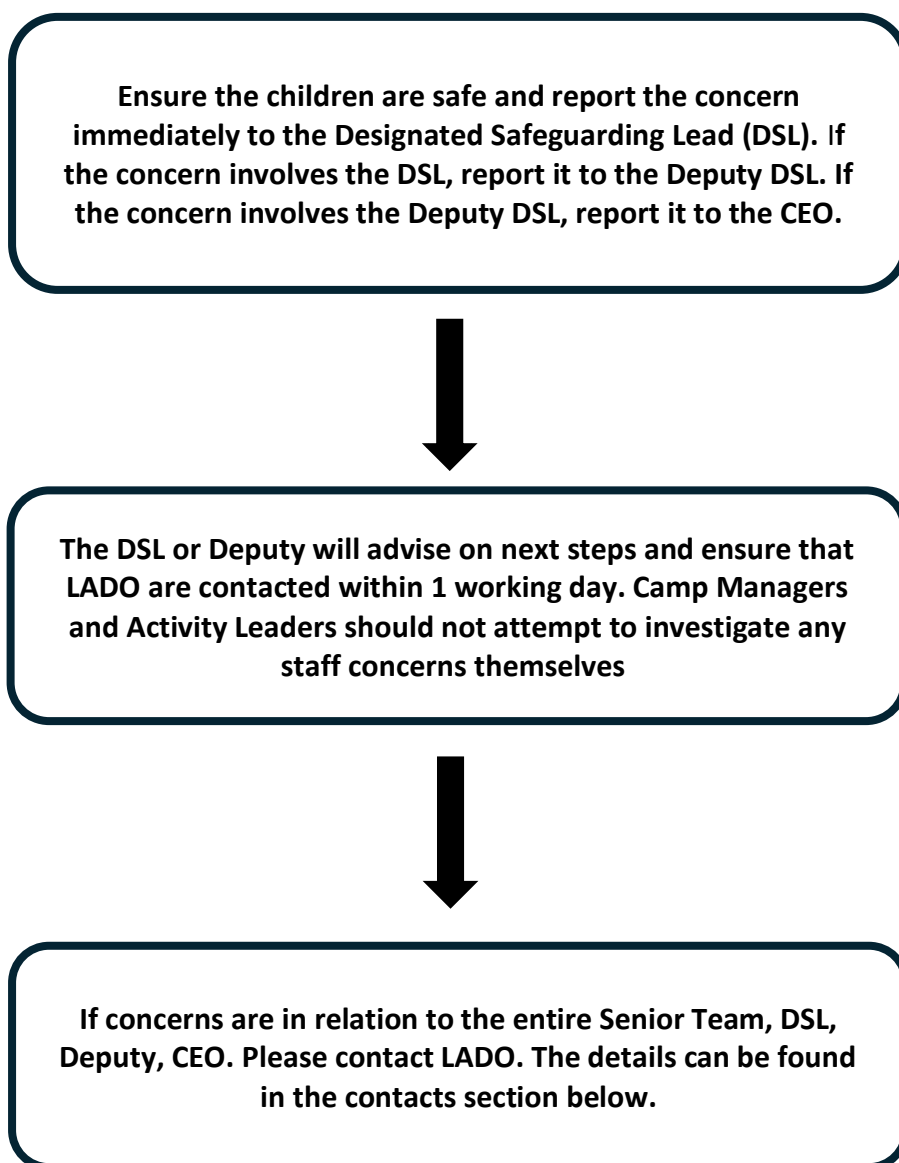 Ensure the children are safe and report the concern
immediately to the Designated Safeguarding Lead (DSL). If
the concern involves the DSL, report it to the Deputy DSL. If
the concern involves the Deputy DSL, report it to the CEO.
The DSL or Deputy will advise on next steps and ensure that
LADO are contacted within 1 working day. Camp Managers
and Activity Leaders should not attempt to investigate any
staff concerns themselves
If concerns are in relation to the entire Senior Team, DSL,
Deputy, CEO. Please contact LADO. The details can be found
in the contacts section below.